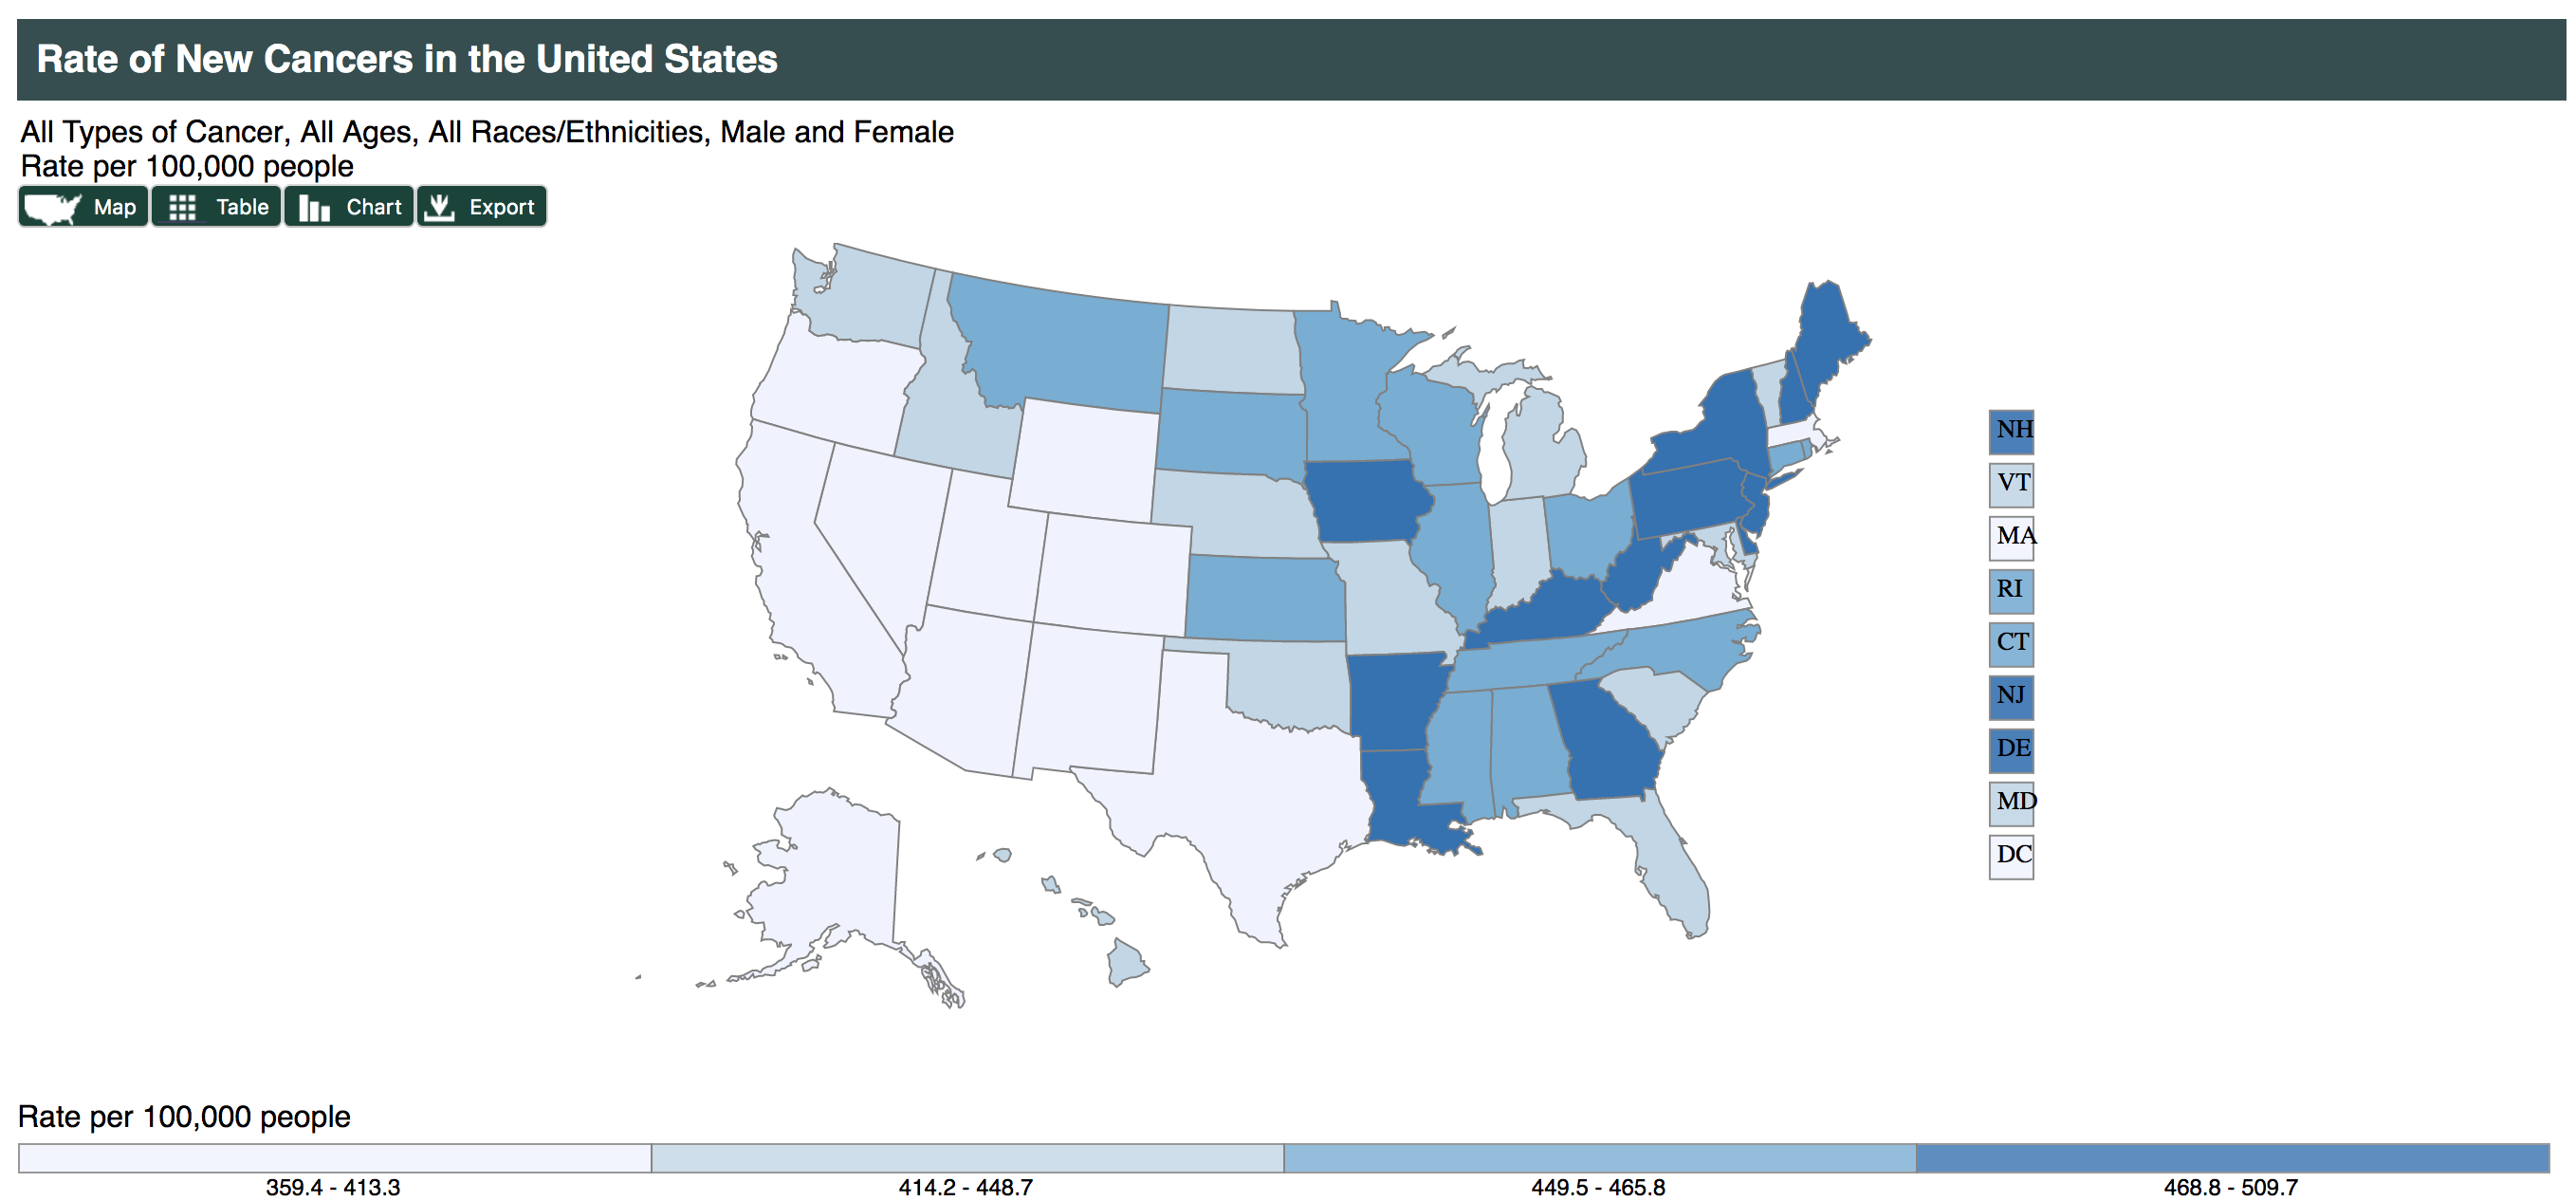 Rate of New Cancers in the United States
All Types of Cancer, All Ages, All Races/Ethnicities, Male and Female
Rate per 100,000 people
Map Table Chart Export
NH
VT
MA
RI
CT
NJ
DE
MD
DC
Rate per 100,000 people
359.4 - 413.3 414.2 - 448.7 449.5 - 465.8 468.8 - 509.7